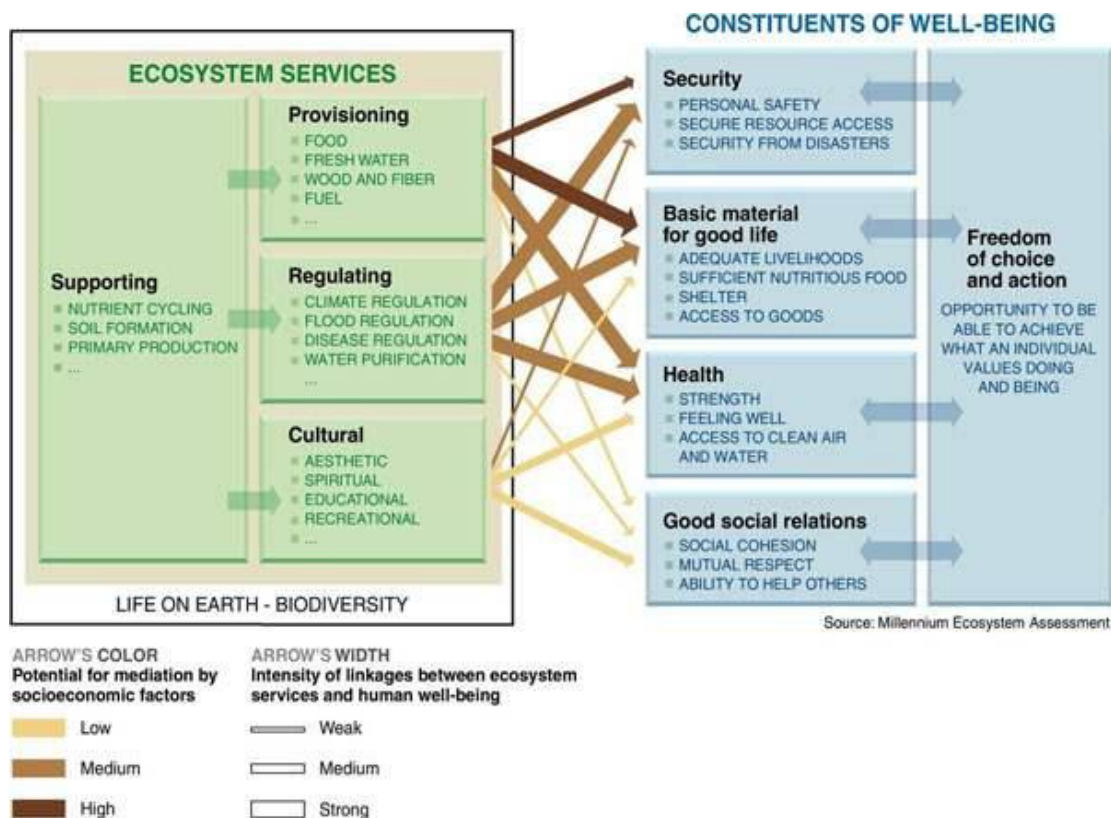 CONSTITUENTS OF WELL-BEING
ECOSYSTEM SERVICES
Supporting
NUTRIENT CYCLING
SOIL FORMATION
PRIMARY PRODUCTION
...
Provisioning
FOOD
FRESH WATER
WOOD AND FIBER
FUEL
...
Regulating
CLIMATE REGULATION
FLOOD REGULATION
DISEASE REGULATION
WATER PURIFICATION
...
Cultural
AESTHETIC
SPIRITUAL
EDUCATIONAL
RECREATIONAL
...
LIFE ON EARTH - BIODIVERSITY
Security
PERSONAL SAFETY
SECURE RESOURCE ACCESS
SECURITY FROM DISASTERS
Basic material
for good life
ADEQUATE LIVELIHOODS
SUFFICIENT NUTRITIOUS FOOD
SHELTER
ACCESS TO GOODS
Health
STRENGTH
FEELING WELL
ACCESS TO CLEAN AIR
AND WATER
Good social relations
SOCIAL COHESION
MUTUAL RESPECT
ABILITY TO HELP OTHERS
Freedom
of choice
and action
OPPORTUNITY TO BE
ABLE TO ACHIEVE
WHAT AN INDIVIDUAL
VALUES DOING
AND BEING
Source: Millennium Ecosystem Assessment
ARROW'S COLOR
Potential for mediation by
socioeconomic factors
Low
Medium
High
ARROW'S WIDTH
Intensity of linkages between ecosystem
services and human well-being
Weak
Medium
Strong